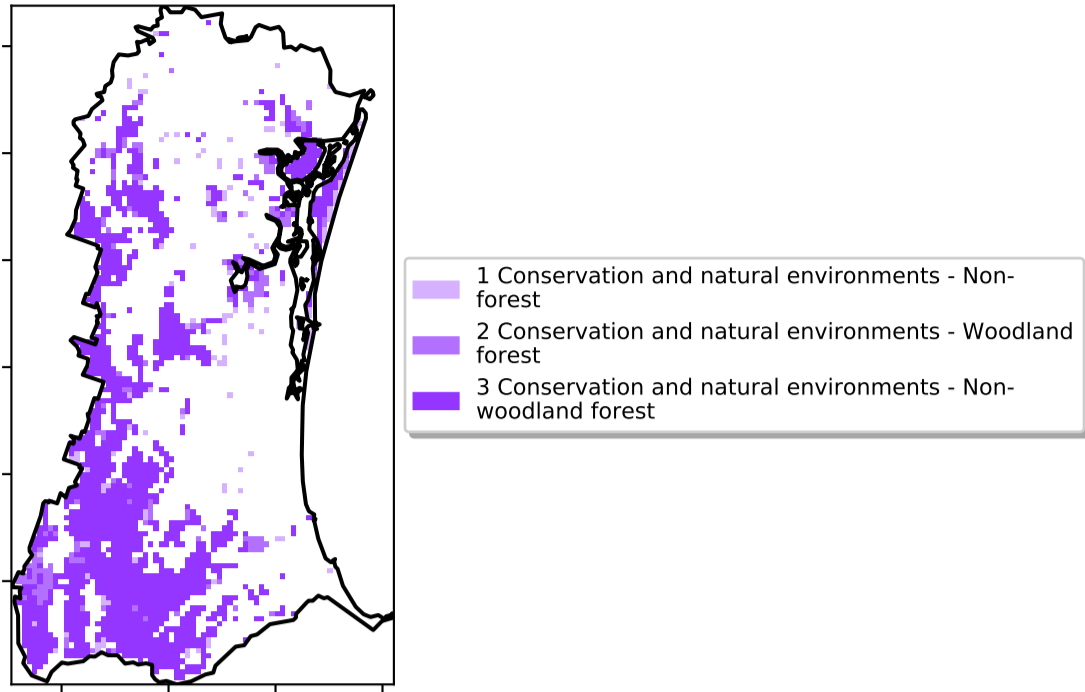 1 Conservation and natural environments - Non-
forest
2 Conservation and natural environments - Woodland
forest
3 Conservation and natural environments - Non-
woodland forest